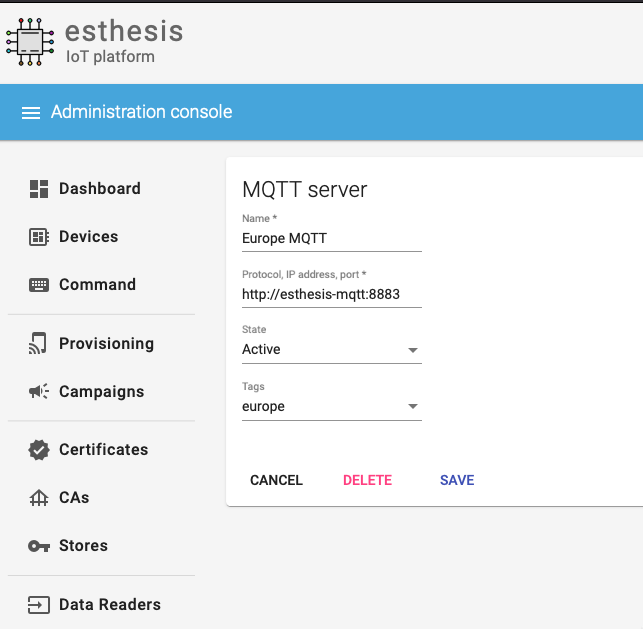 esthesis
IoT platform
Administration console
Dashboard
Devices
Command
Provisioning
Campaigns
Certificates
CAs
Stores
Data Readers
MQTT server
Name *
Europe MQTT
Protocol, IP address, port *
http://esthesis-mqtt:8883
State
Active
Tags
europe
CANCEL DELETE SAVE